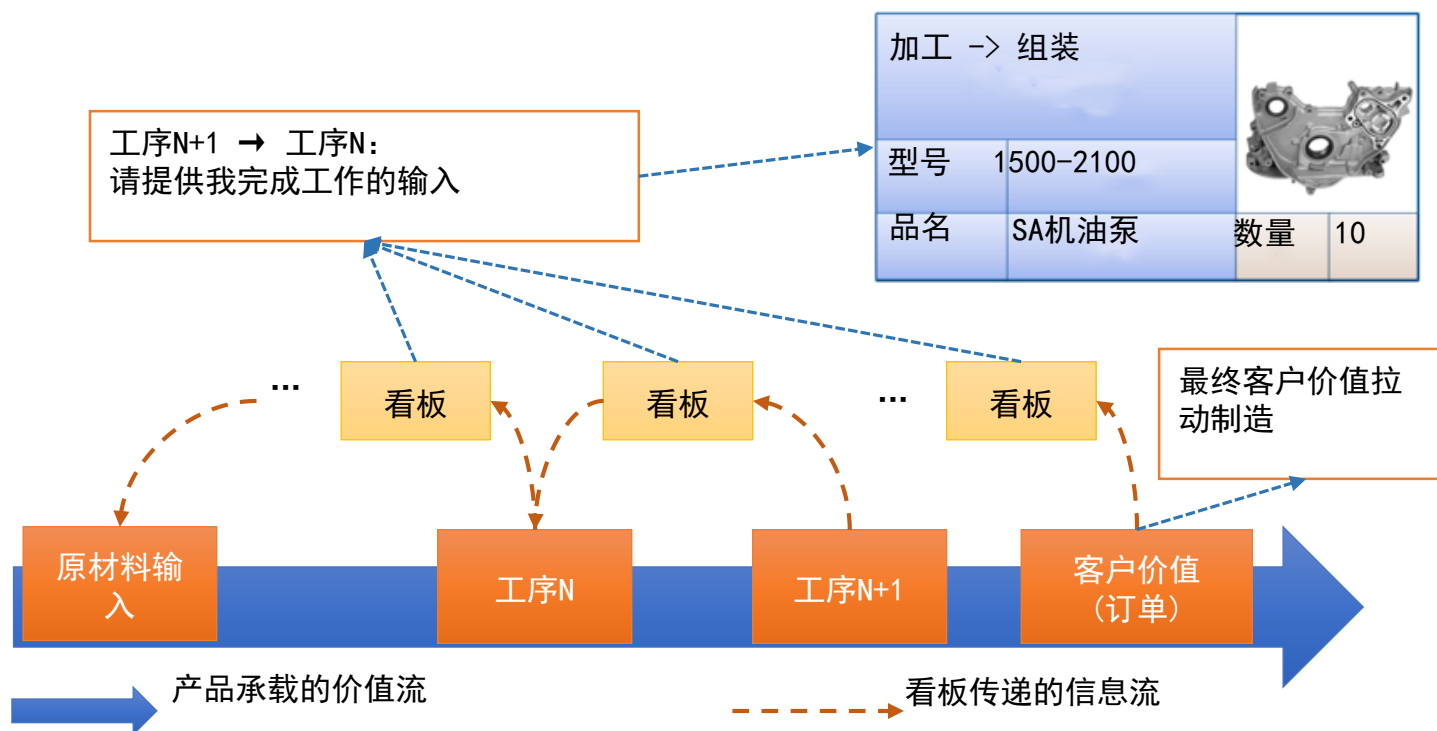 加工 -> 组装
工序N+1 → 工序N:
请提供我完成工作的输入
型号 1500-2100
品名 SA机油泵 数量 10
... 看板 看板 ... 看板
最终客户价值拉
动制造
原材料输
入
工序N
工序N+1
客户价值
(订单)
产品承载的价值流
看板传递的信息流